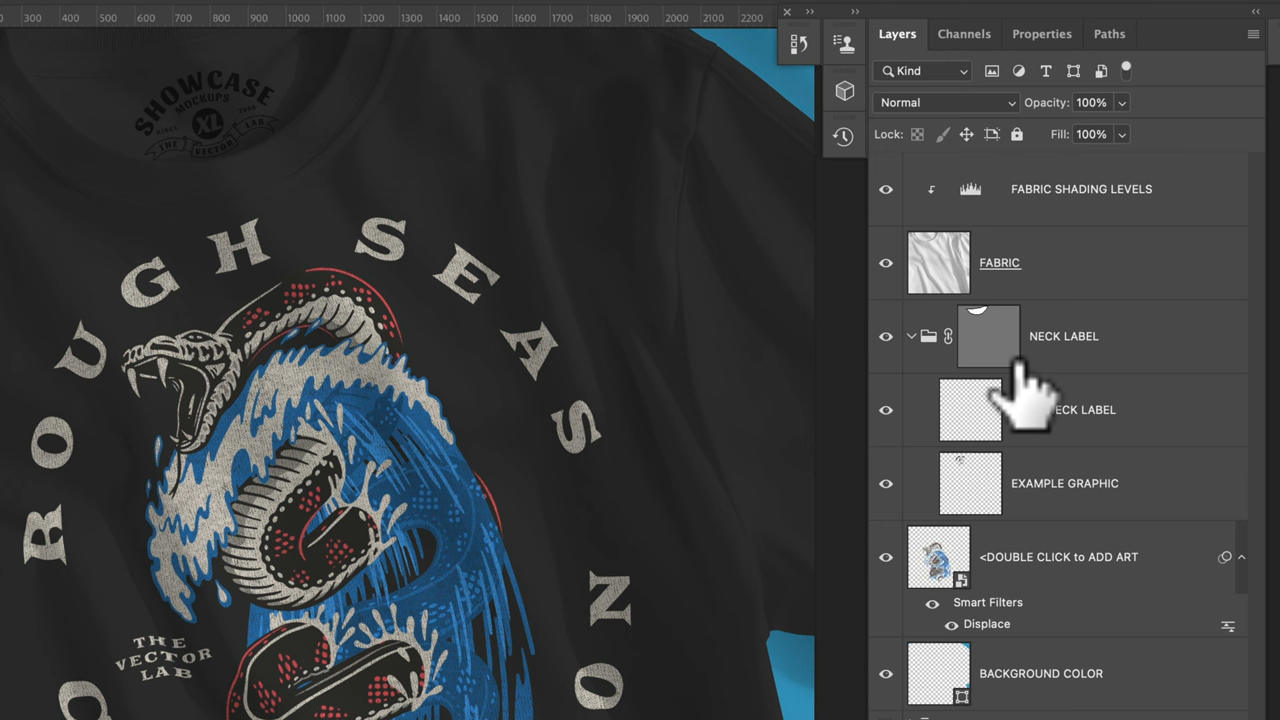 300 400 500 600 700 800 900 1000 1100 1200 1300 1400 1500 1600 1700 1800 1900 2000 2100 2200
SHOWCASE
MOCKUPS
SINCE XL 2008
THE VECTOR LAB
ROUGH SEAS
ON
THE
VECTOR
LAB
Layers Channels Properties Paths
Kind
Normal Opacity: 100%
Lock: Fill: 100%
FABRIC SHADING LEVELS
FABRIC
NECK LABEL
ECK LABEL
EXAMPLE GRAPHIC
<DOUBLE CLICK to ADD ART
Smart Filters
Displace
BACKGROUND COLOR